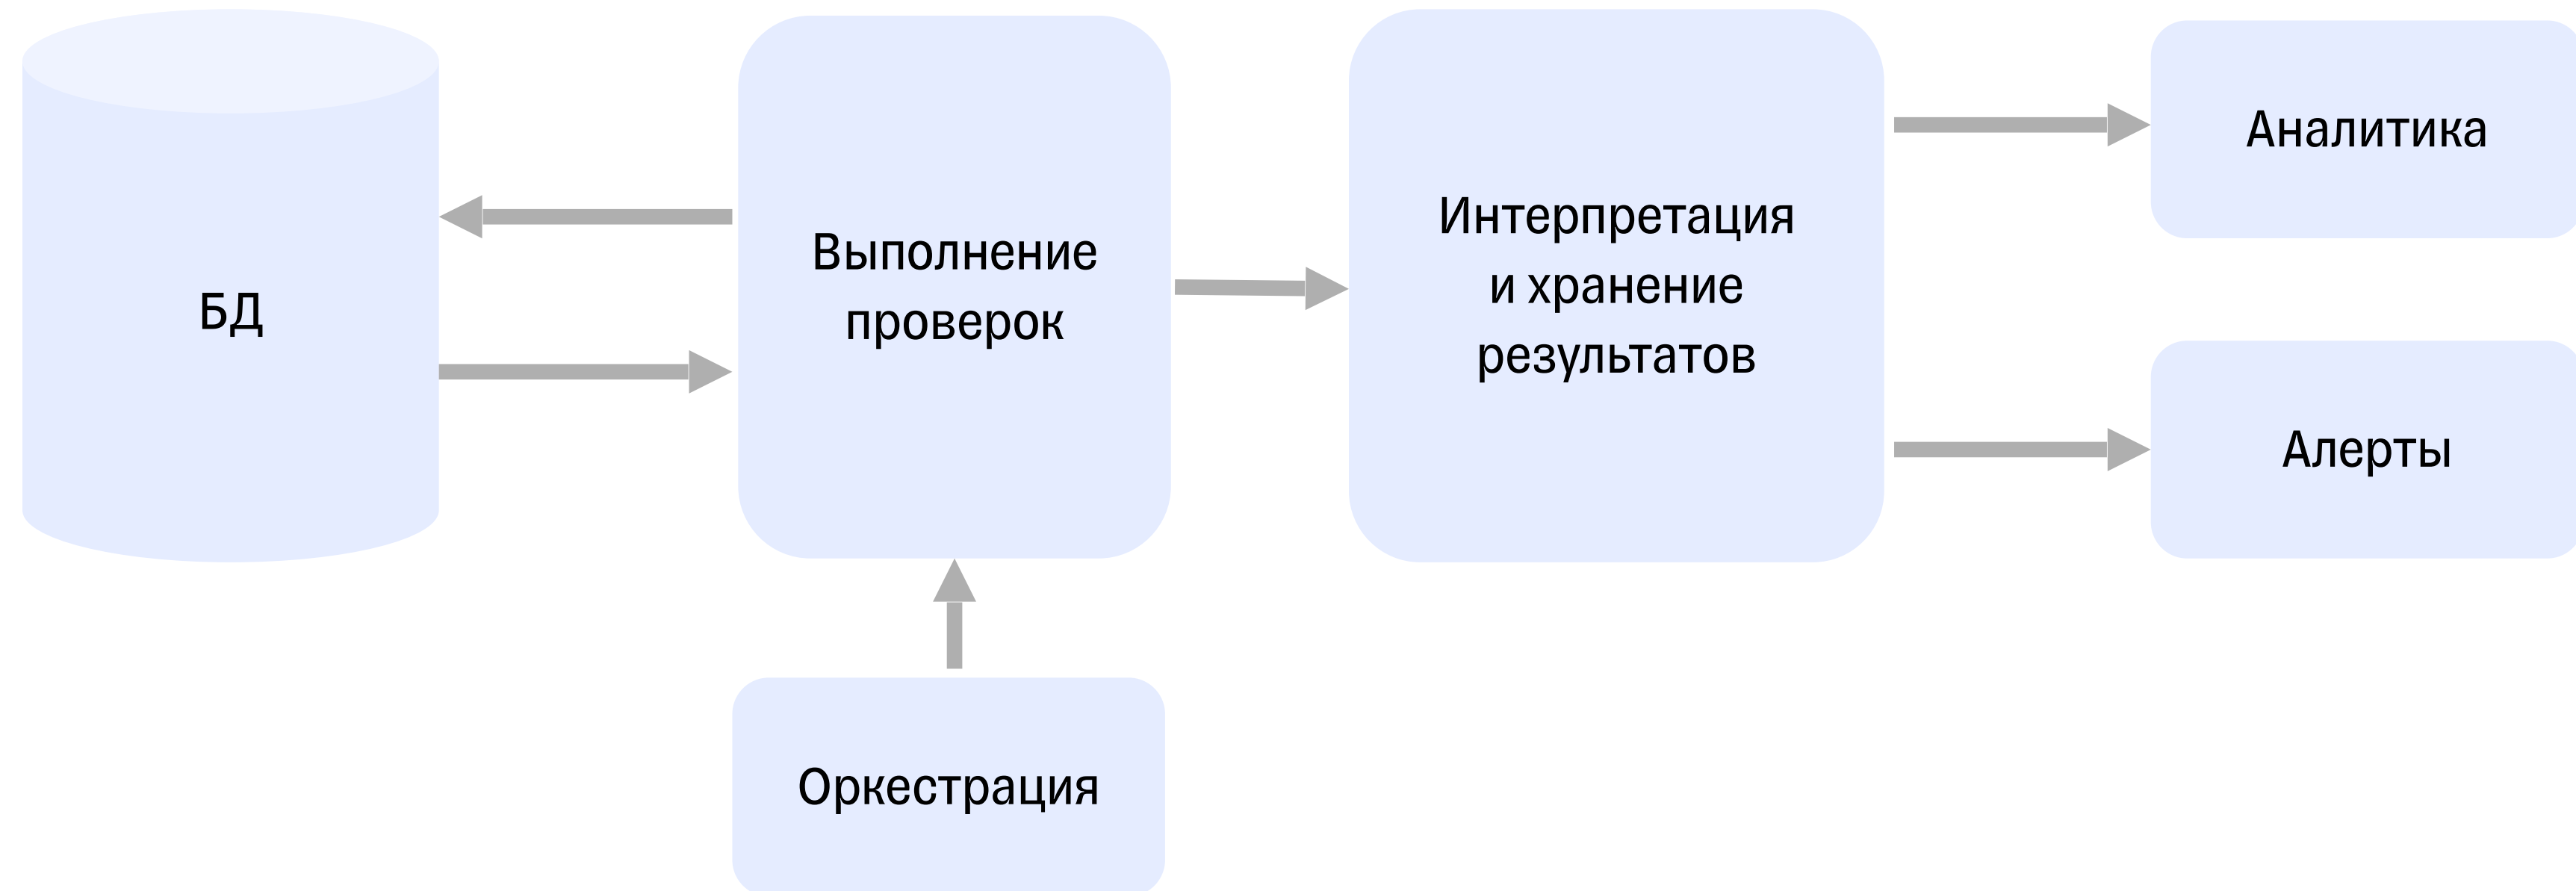 БД
Выполнение
проверок
Интерпретация
и хранение
результатов
Аналитика
Алерты
Оркестрация